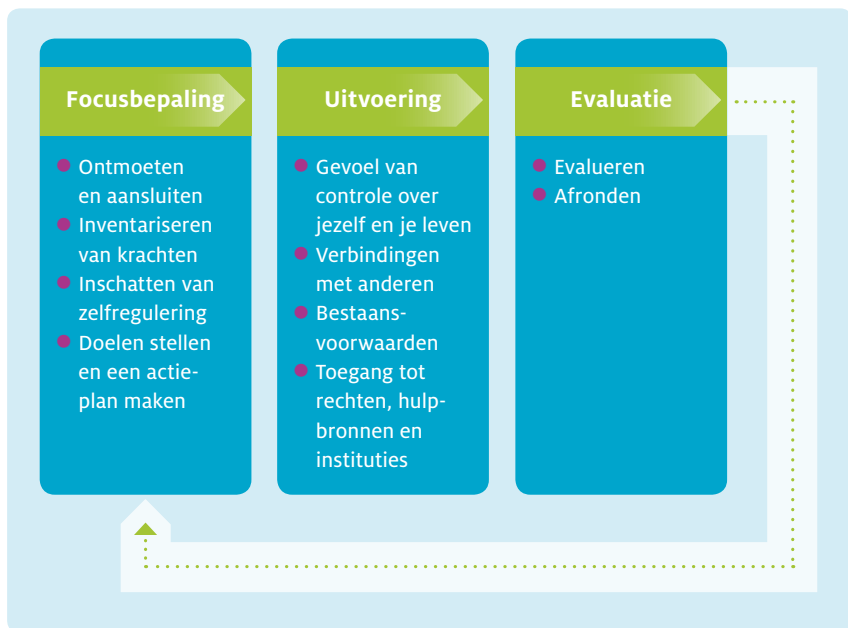 Focusbepaling
Ontmoeten
en aansluiten
Inventariseren
van krachten
Inschatten van
zelfregulering
Doelen stellen
en een actie-
plan maken
Uitvoering
Gevoel van
controle over
jezelf en je leven
Verbindingen
met anderen
Bestaans-
voorwaarden
Toegang tot
rechten, hulp-
bronnen en
instituties
Evaluatie
Evalueren
Afronden